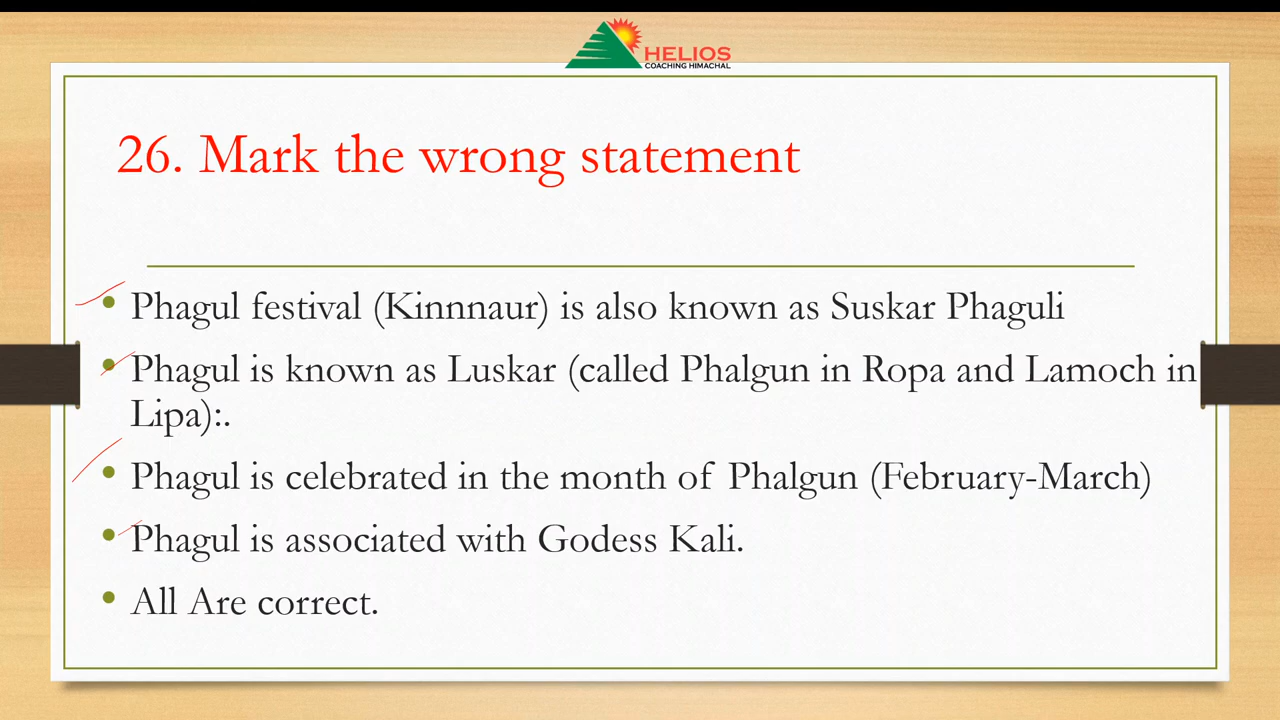 HELIOS
COACHING HIMACHAL
26. Mark the wrong statement
• Phagul festival (Kinnnaur) is also known as Suskar Phaguli
• Phagul is known as Luskar (called Phalgun in Ropa and Lamoch in
Lipa):.
• Phagul is celebrated in the month of Phalgun (February-March)
• Phagul is associated with Godess Kali.
• All Are correct.